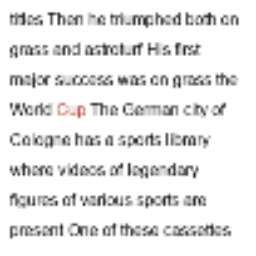 titles Then he triumphed both on
grass and astroturf His first
major success was on grass the
World Cup The German city of
Cologne has a sports library
where videos of legendary
figures of various sports are
present One of these cassettes